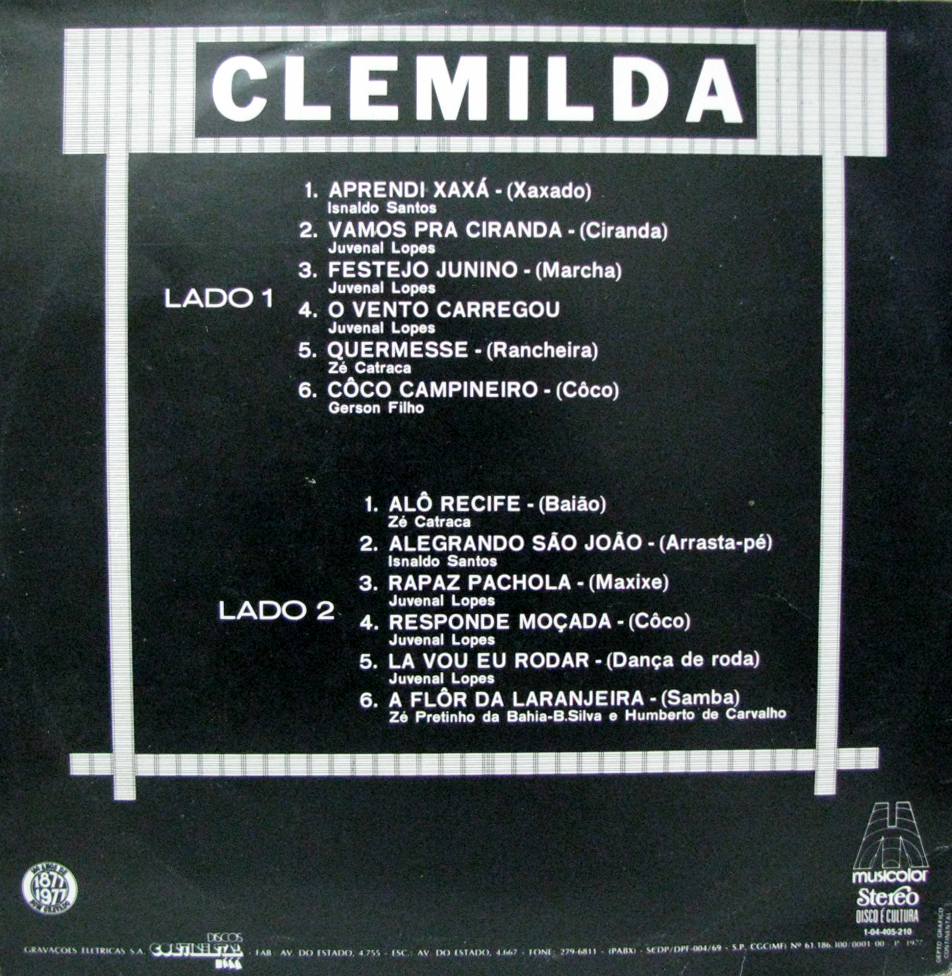 CLEMILDA
LADO 1
1. APRENDI XAXÁ - (Xaxado)
Isnaldo Santos
2. VAMOS PRA CIRANDA - (Ciranda)
Juvenal Lopes
3. FESTEJO JUNINO - (Marcha)
Juvenal Lopes
4. O VENTO CARREGOU
Juvenal Lopes
5. QUERMESSE - (Rancheira)
Zé Catraca
6. CÔCO CAMPINEIRO - (Côco)
Gerson Filho
LADO 2
1. ALÔ RECIFE - (Baião)
Zé Catraca
2. ALEGRANDO SÃO JOÃO - (Arrasta-pé)
Isnaldo Santos
3. RAPAZ PACHOLA - (Maxixe)
Juvenal Lopes
4. RESPONDE MOÇADA - (Côco)
Juvenal Lopes
5. LA VOU EU RODAR - (Dança de roda)
Juvenal Lopes
6. A FLÔR DA LARANJEIRA - (Samba)
Zé Pretinho da Bahia-B.Silva e Humberto de Carvalho
1877
1977
musicolor
Stereo
DISCO É CULTURA
1-04-405-210
DISCOS
GRAVAÇÕES ELETRICAS S.A. CONTINENTAL FAB: AV. DO ESTADO, 4.755 - ESC.: AV. DO ESTADO, 4.667 - FONE: 279-6811 - (PABX) - SCDP/DPF-004/69 - S.P. CGC(MF) Nº 61.186.300/0001-00 - P 1977